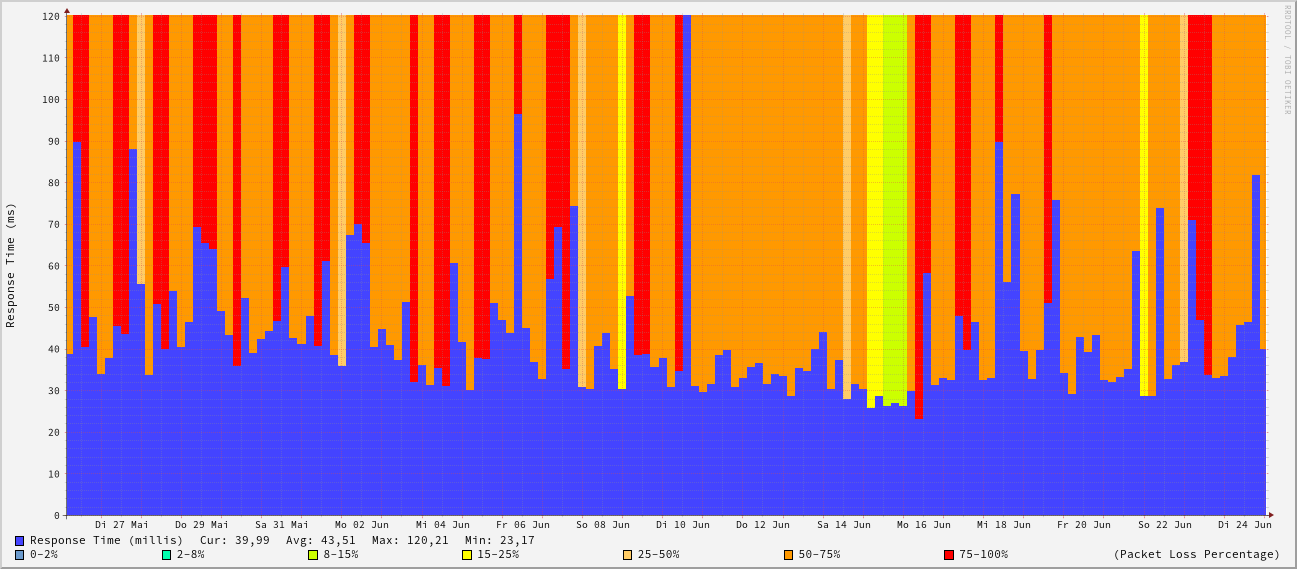 RRDTOOL / TOBI OETIKER
Response Time (ms)
120
110
100
90
80
70
60
50
40
30
20
10
0
Di 27 Mai Do 29 Mai Sa 31 Mai Mo 02 Jun Mi 04 Jun Fr 06 Jun So 08 Jun Di 10 Jun Do 12 Jun Sa 14 Jun Mo 16 Jun Mi 18 Jun Fr 20 Jun So 22 Jun Di 24 Jun
Response Time (millis) Cur: 39,99 Avg: 43,51 Max: 120,21 Min: 23,17
0-2% 2-8% 8-15% 15-25% 25-50% 50-75% 75-100% (Packet Loss Percentage)